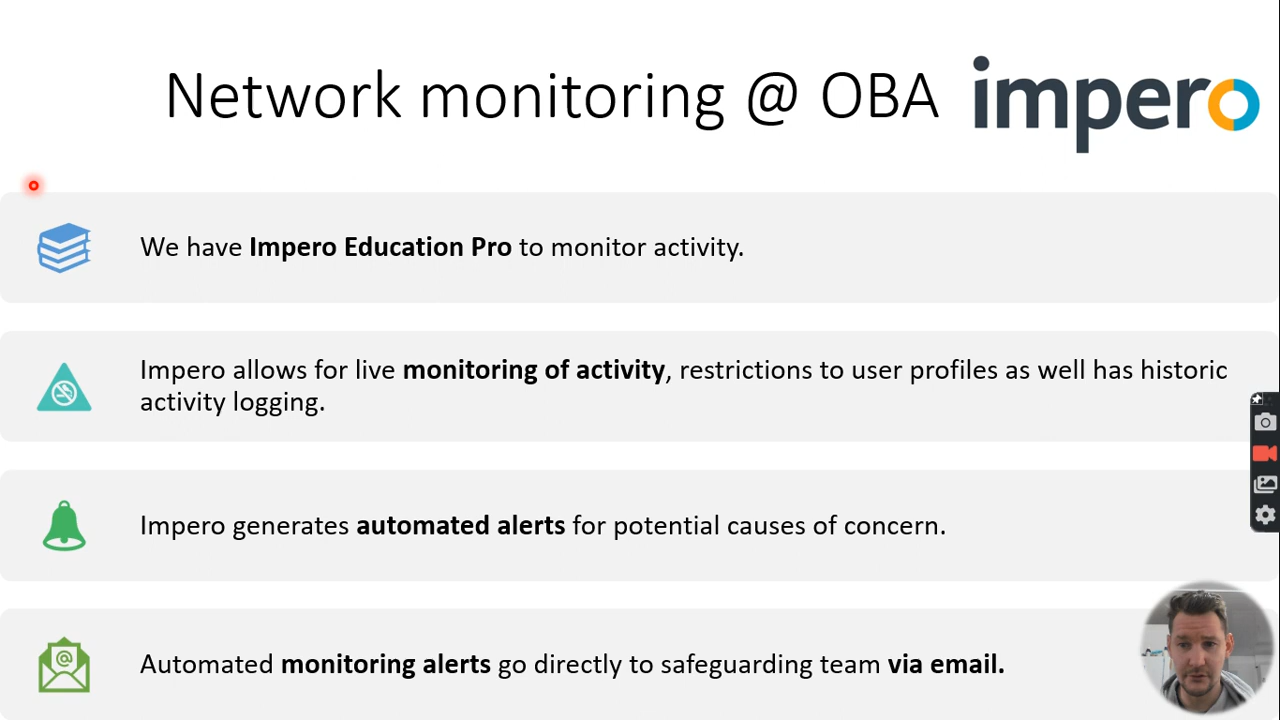 Network monitoring @ OBA
impero
We have Impero Education Pro to monitor activity.
Impero allows for live monitoring of activity, restrictions to user profiles as well has historic
activity logging.
Impero generates automated alerts for potential causes of concern.
@
Automated monitoring alerts go directly to safeguarding team via email.